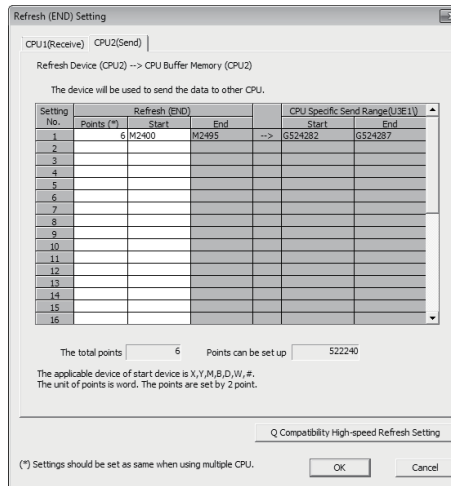 Refresh (END) Setting
CPU1(Receive) CPU2(Send)
Refresh Device (CPU2) --> CPU Buffer Memory (CPU2)
The device will be used to send the data to other CPU.
Setting No. Refresh (END) CPU Specific Send Range(U3E1\)
Points (*) Start End Start End
1 6 M2400 M2495 --> G524282 G524287
2
3
4
5
6
7
8
9
10
11
12
13
14
15
16
The total points 6 Points can be set up 522240
The applicable device of start device is X,Y,M,B,D,W,#.
The unit of points is word. The points are set by 2 point.
Q Compatibility High-speed Refresh Setting
(*) Settings should be set as same when using multiple CPU.
OK Cancel